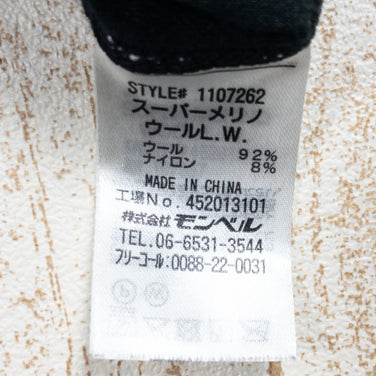 STYLE# 1107262
スーパーメリノ
ウールL.W.
ウール 92%
ナイロン 8%
MADE IN CHINA
工場No.452013101
株式会社モンベル
TEL.06-6531-3544
フリーコール:0088-22-0031